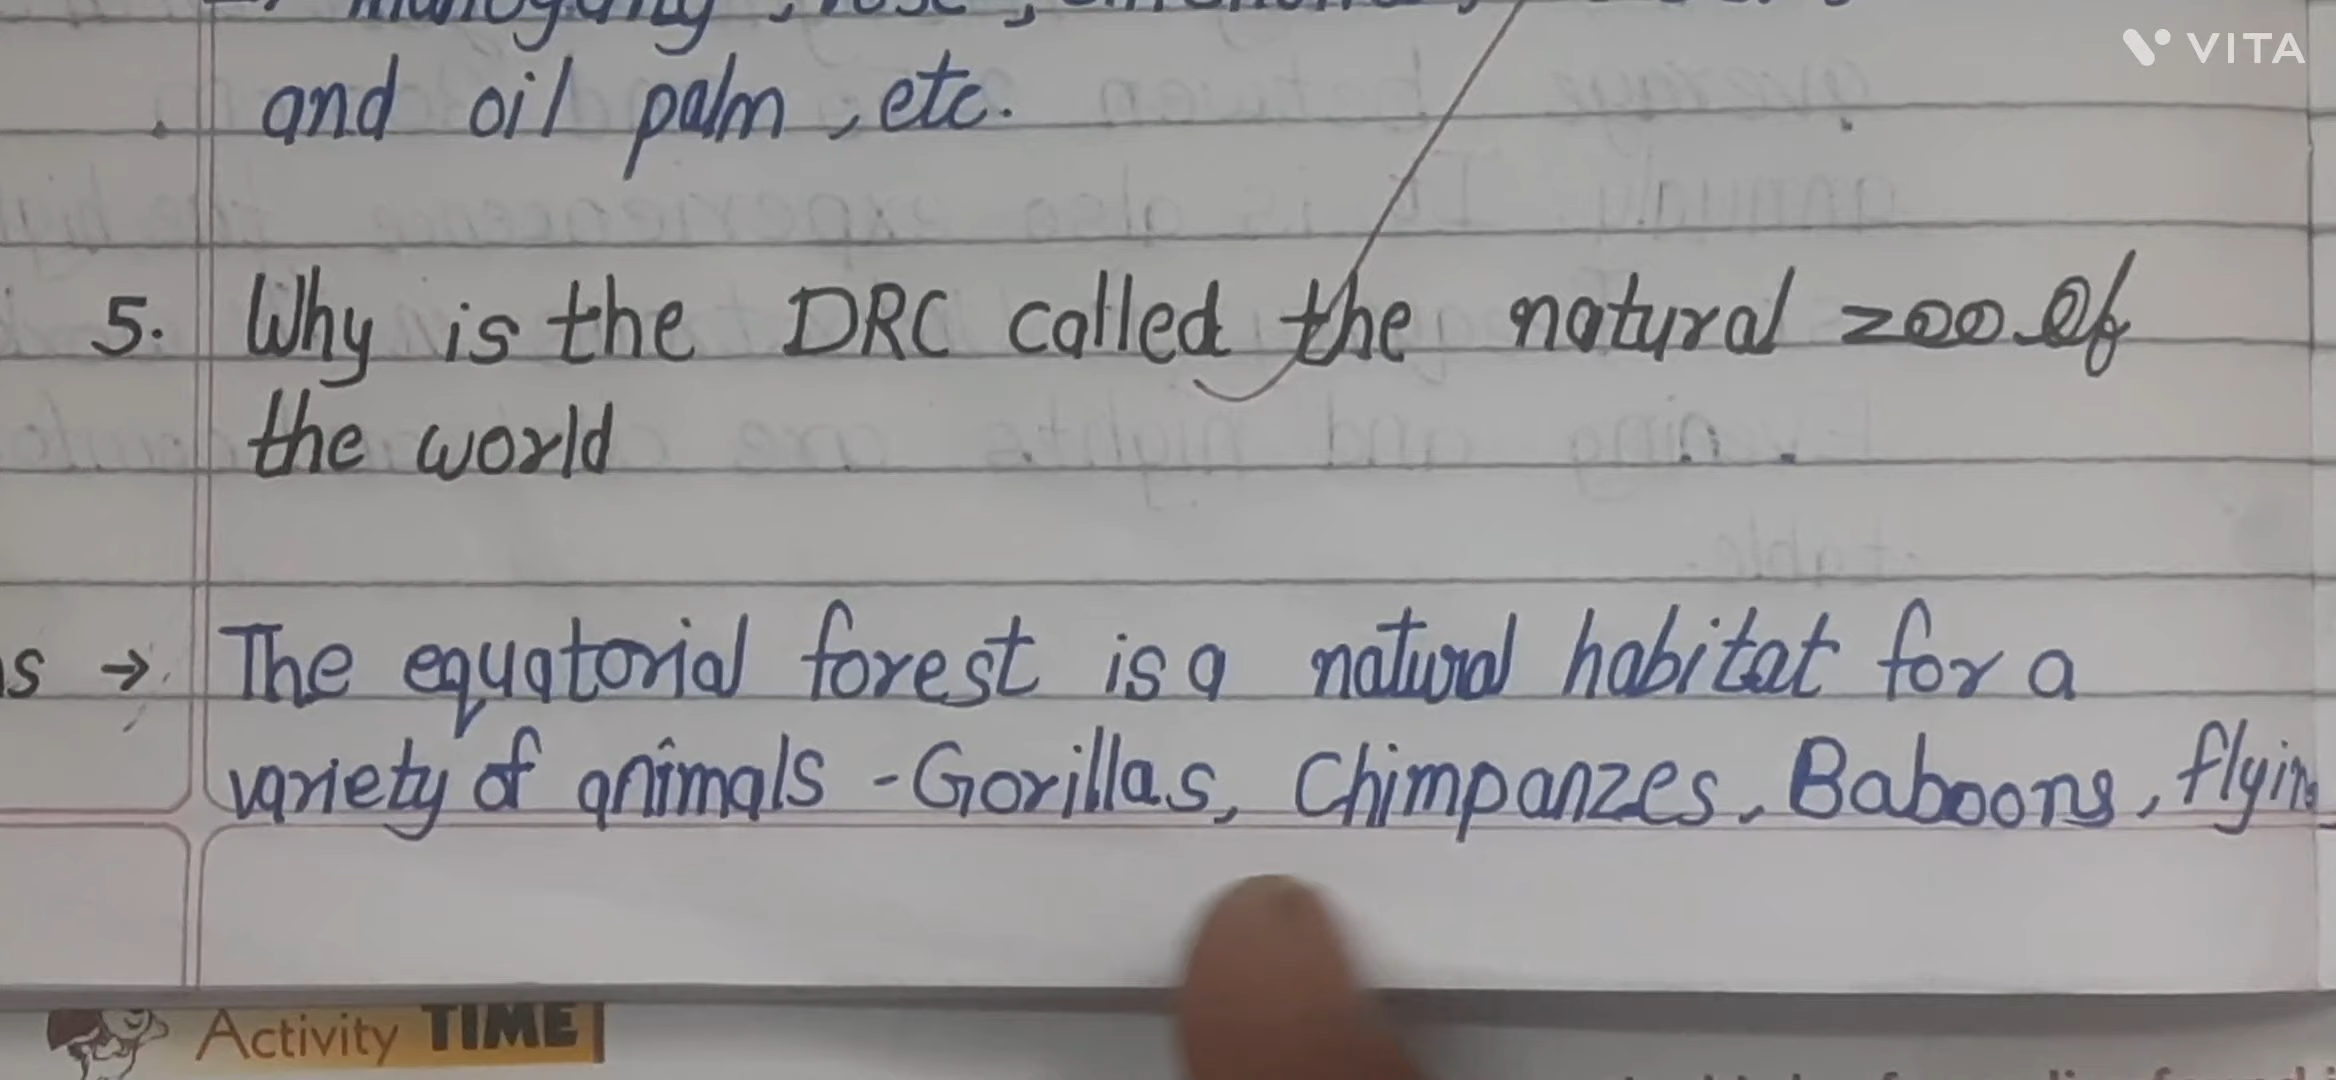 VITA
and oil palm, etc.
5. Why is the DRC called the natural zoo of
the world
s → The equatorial forest is a natural habitat for a
variety of animals - Gorillas, Chimpanzes, Baboons, flyin
Activity TIME